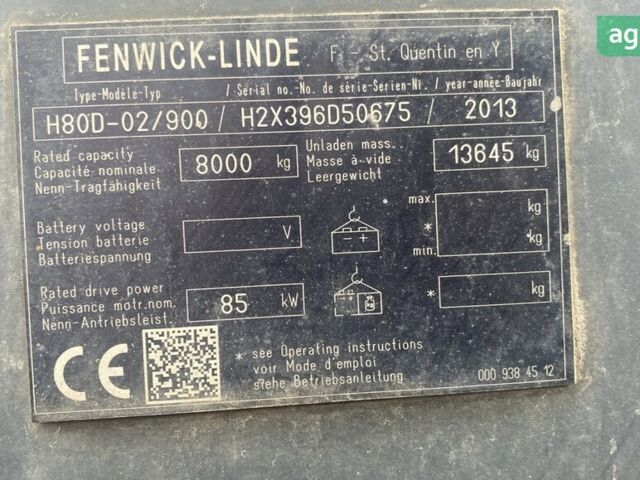 ag
FENWICK-LINDE F - St. Quentin en Y
Type-Modèle-Typ / Serial no.-No. de série-Serien-Nr. / year-année-Baujahr
H80D-02/900 / H2X396D50675 / 2013
Rated capacity
Capacité nominale
Nenn-Tragfähigkeit
8000 kg
Unladen mass
Masse à vide
Leergewicht
13645 kg
Battery voltage
Tension batterie
Batteriespannung
V
- +
max. kg
*
min. kg
Rated drive power
Puissance motr.nom.
Nenn-Antriebsleist.
85 kW
* kg
CE
* see Operating instructions
voir Mode d'emploi
siehe Betriebsanleitung
000 938 45 12